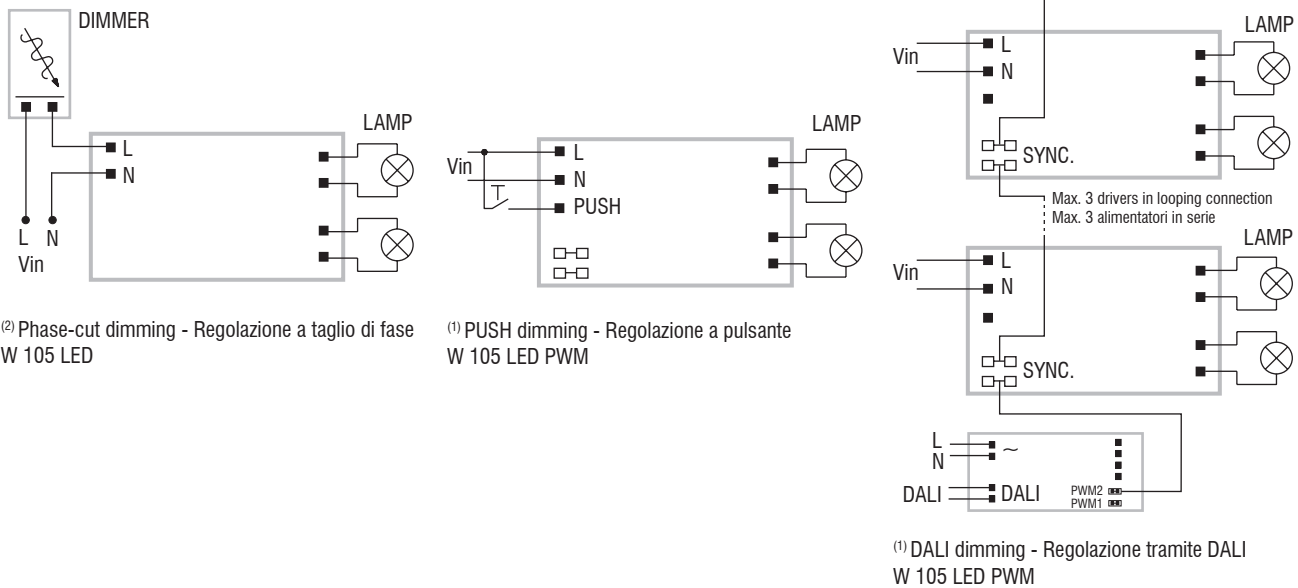 DIMMER
LAMP
L
N
L N
Vin
(2) Phase-cut dimming - Regolazione a taglio di fase
W 105 LED
LAMP
Vin
L
N
PUSH
(1) PUSH dimming - Regolazione a pulsante
W 105 LED PWM
LAMP
Vin
L
N
SYNC.
Max. 3 drivers in looping connection
Max. 3 alimentatori in serie
LAMP
Vin
L
N
SYNC.
L
N
~
DALI
DALI
PWM2
PWM1
(1) DALI dimming - Regolazione tramite DALI
W 105 LED PWM